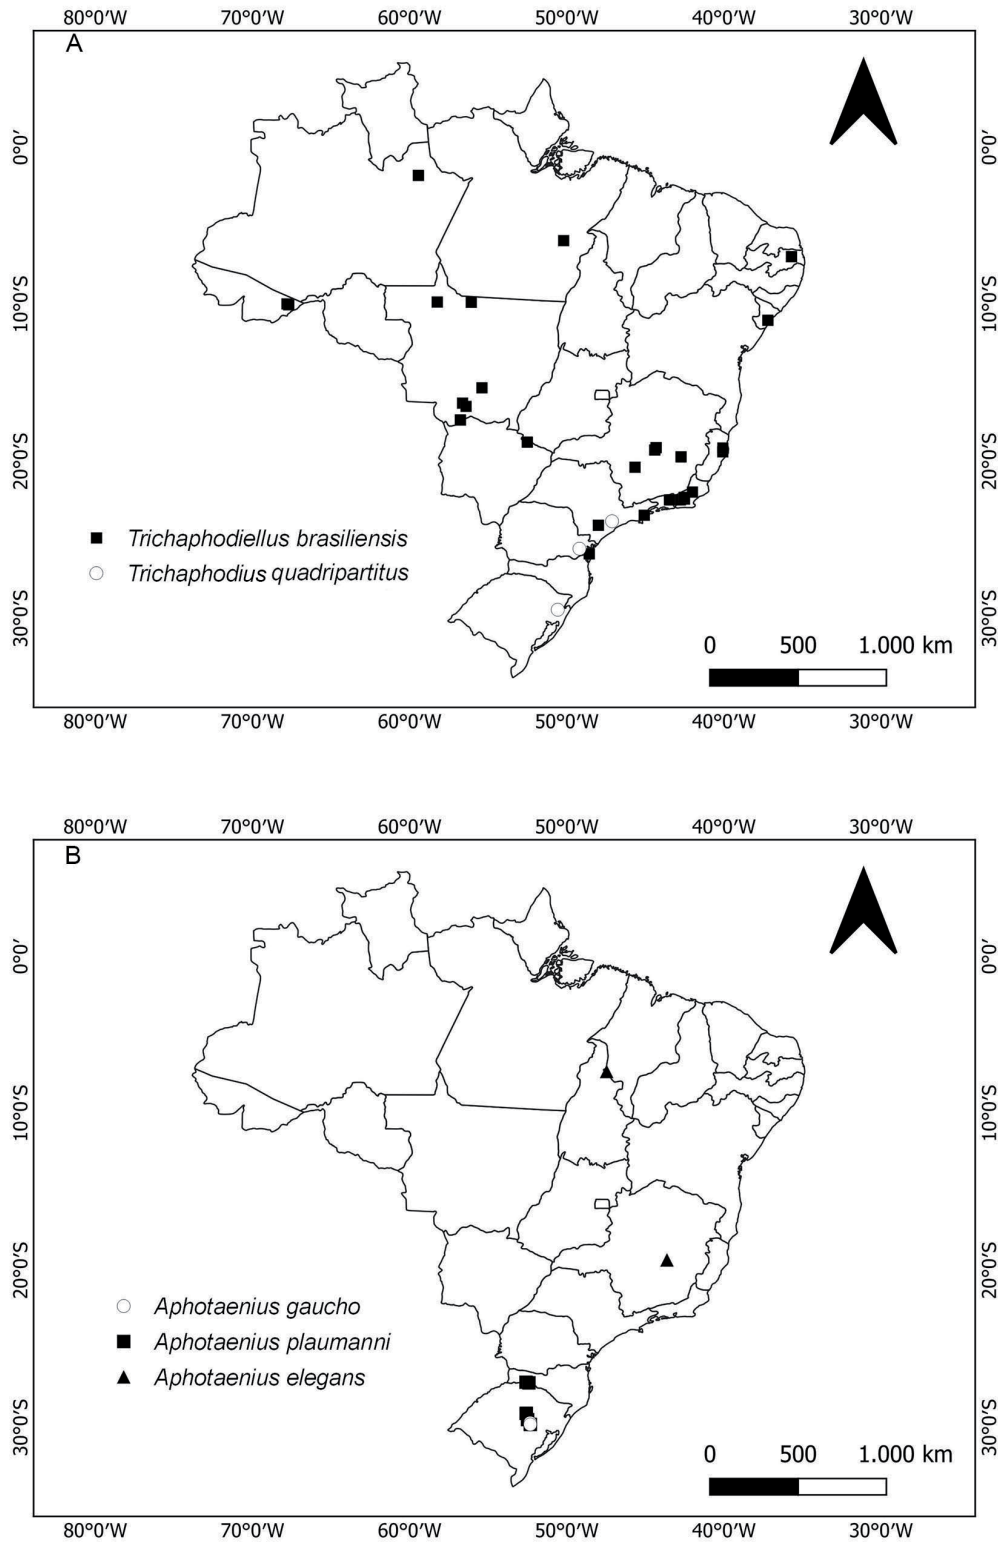 80°0'W 70°0'W 60°0'W 50°0'W 40°0'W 30°0'W
A
0°0' 0°0'
10°0'S 10°0'S
20°0'S 20°0'S
Trichaphodiellus brasiliensis
Trichaphodius quadripartitus
30°0'S 30°0'S
0 500 1.000 km
80°0'W 70°0'W 60°0'W 50°0'W 40°0'W 30°0'W
80°0'W 70°0'W 60°0'W 50°0'W 40°0'W 30°0'W
B
0°0' 0°0'
10°0'S 10°0'S
20°0'S 20°0'S
Aphotaenius gaucho
Aphotaenius plaumanni
Aphotaenius elegans
30°0'S 30°0'S
0 500 1.000 km
80°0'W 70°0'W 60°0'W 50°0'W 40°0'W 30°0'W